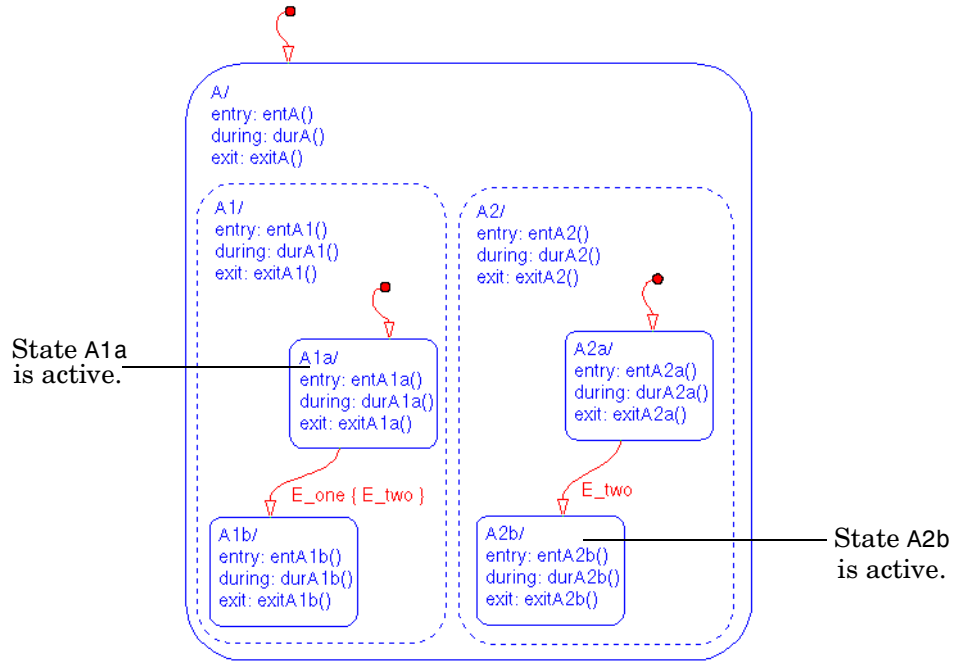 A/
entry: entA()
during: durA()
exit: exitA()
A1/
entry: entA1()
during: durA1()
exit: exitA1()
A2/
entry: entA2()
during: durA2()
exit: exitA2()
State A1a
is active.
A1a/
entry: entA1a()
during: durA1a()
exit: exitA1a()
A2a/
entry: entA2a()
during: durA2a()
exit: exitA2a()
E_one { E_two }
E_two
A1b/
entry: entA1b()
during: durA1b()
exit: exitA1b()
A2b/
entry: entA2b()
during: durA2b()
exit: exitA2b()
State A2b
is active.